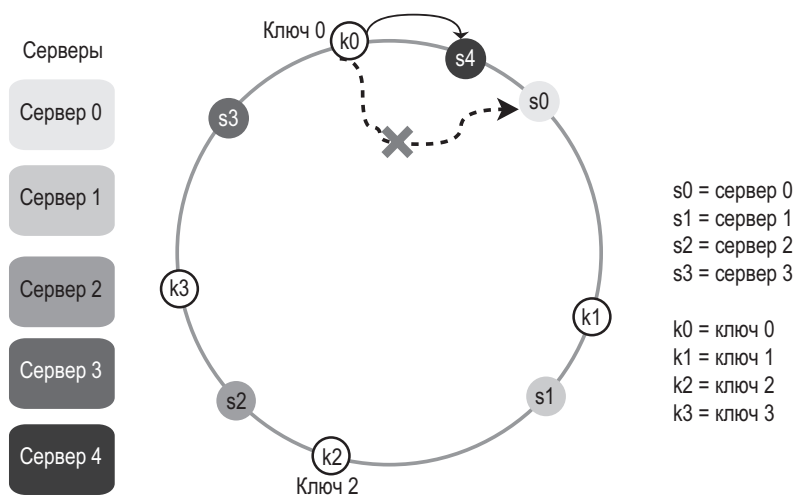 Серверы
Сервер 0
Сервер 1
Сервер 2
Сервер 3
Сервер 4
Ключ 0
k0
s4
s0
s3
k3
k1
s2
s1
k2
Ключ 2
s0 = сервер 0
s1 = сервер 1
s2 = сервер 2
s3 = сервер 3
k0 = ключ 0
k1 = ключ 1
k2 = ключ 2
k3 = ключ 3